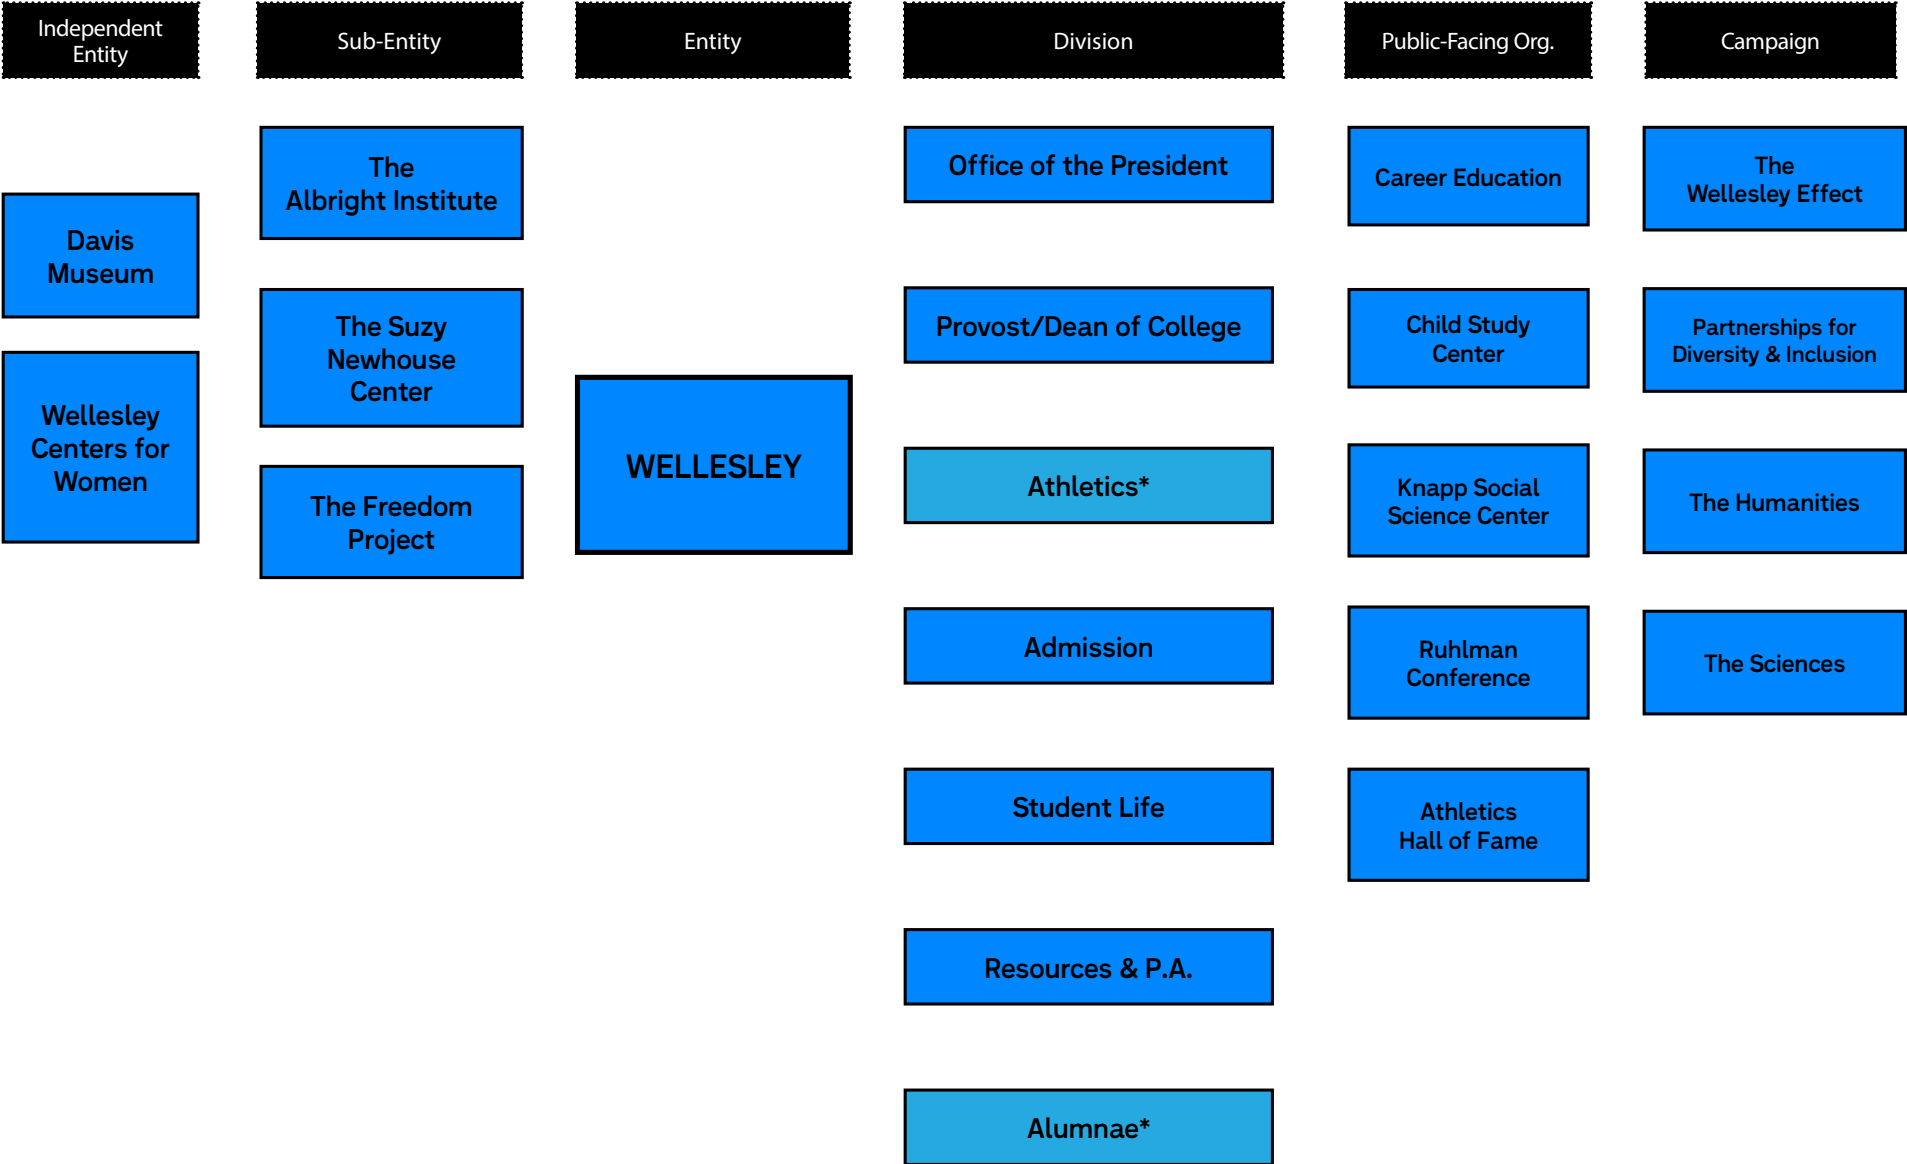 Independent
Entity
Sub-Entity
Entity
Division
Public-Facing Org.
Campaign
Davis
Museum
Wellesley
Centers for
Women
The
Albright Institute
The Suzy
Newhouse
Center
The Freedom
Project
WELLESLEY
Office of the President
Provost/Dean of College
Athletics*
Admission
Student Life
Resources & P.A.
Alumnae*
Career Education
Child Study
Center
Knapp Social
Science Center
Ruhlman
Conference
Athletics
Hall of Fame
The
Wellesley Effect
Partnerships for
Diversity & Inclusion
The Humanities
The Sciences